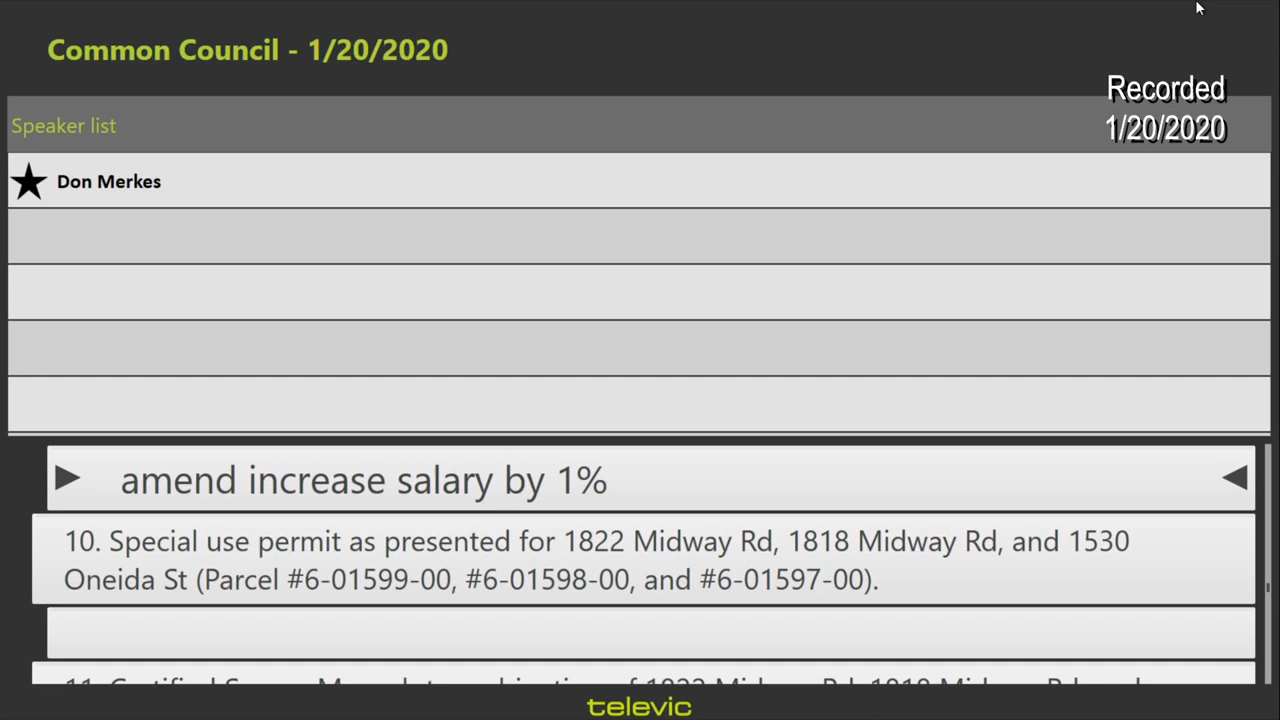 Common Council - 1/20/2020
Recorded
1/20/2020
Speaker list
Don Merkes
amend increase salary by 1%
10. Special use permit as presented for 1822 Midway Rd, 1818 Midway Rd, and 1530
Oneida St (Parcel #6-01599-00, #6-01598-00, and #6-01597-00).
televic